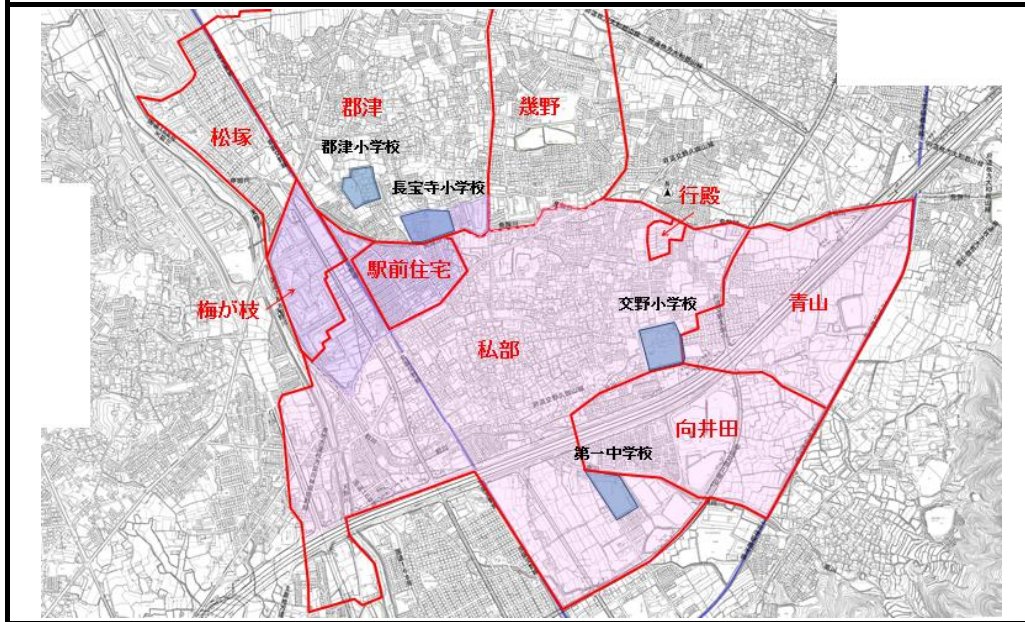 郡津
幾野
松塚
郡津小学校
長宝寺小学校
行殿
駅前住宅
梅が枝
交野小学校
青山
私部
向井田
第一中学校